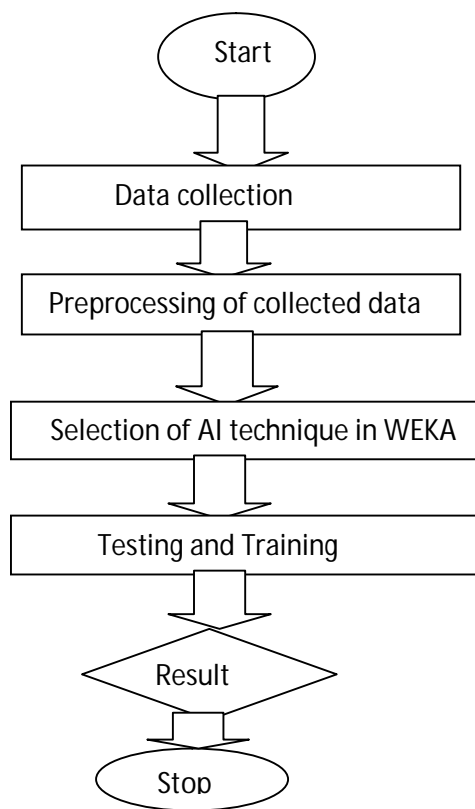 Start
Data collection
Preprocessing of collected data
Selection of AI technique in WEKA
Testing and Training
Result
Stop